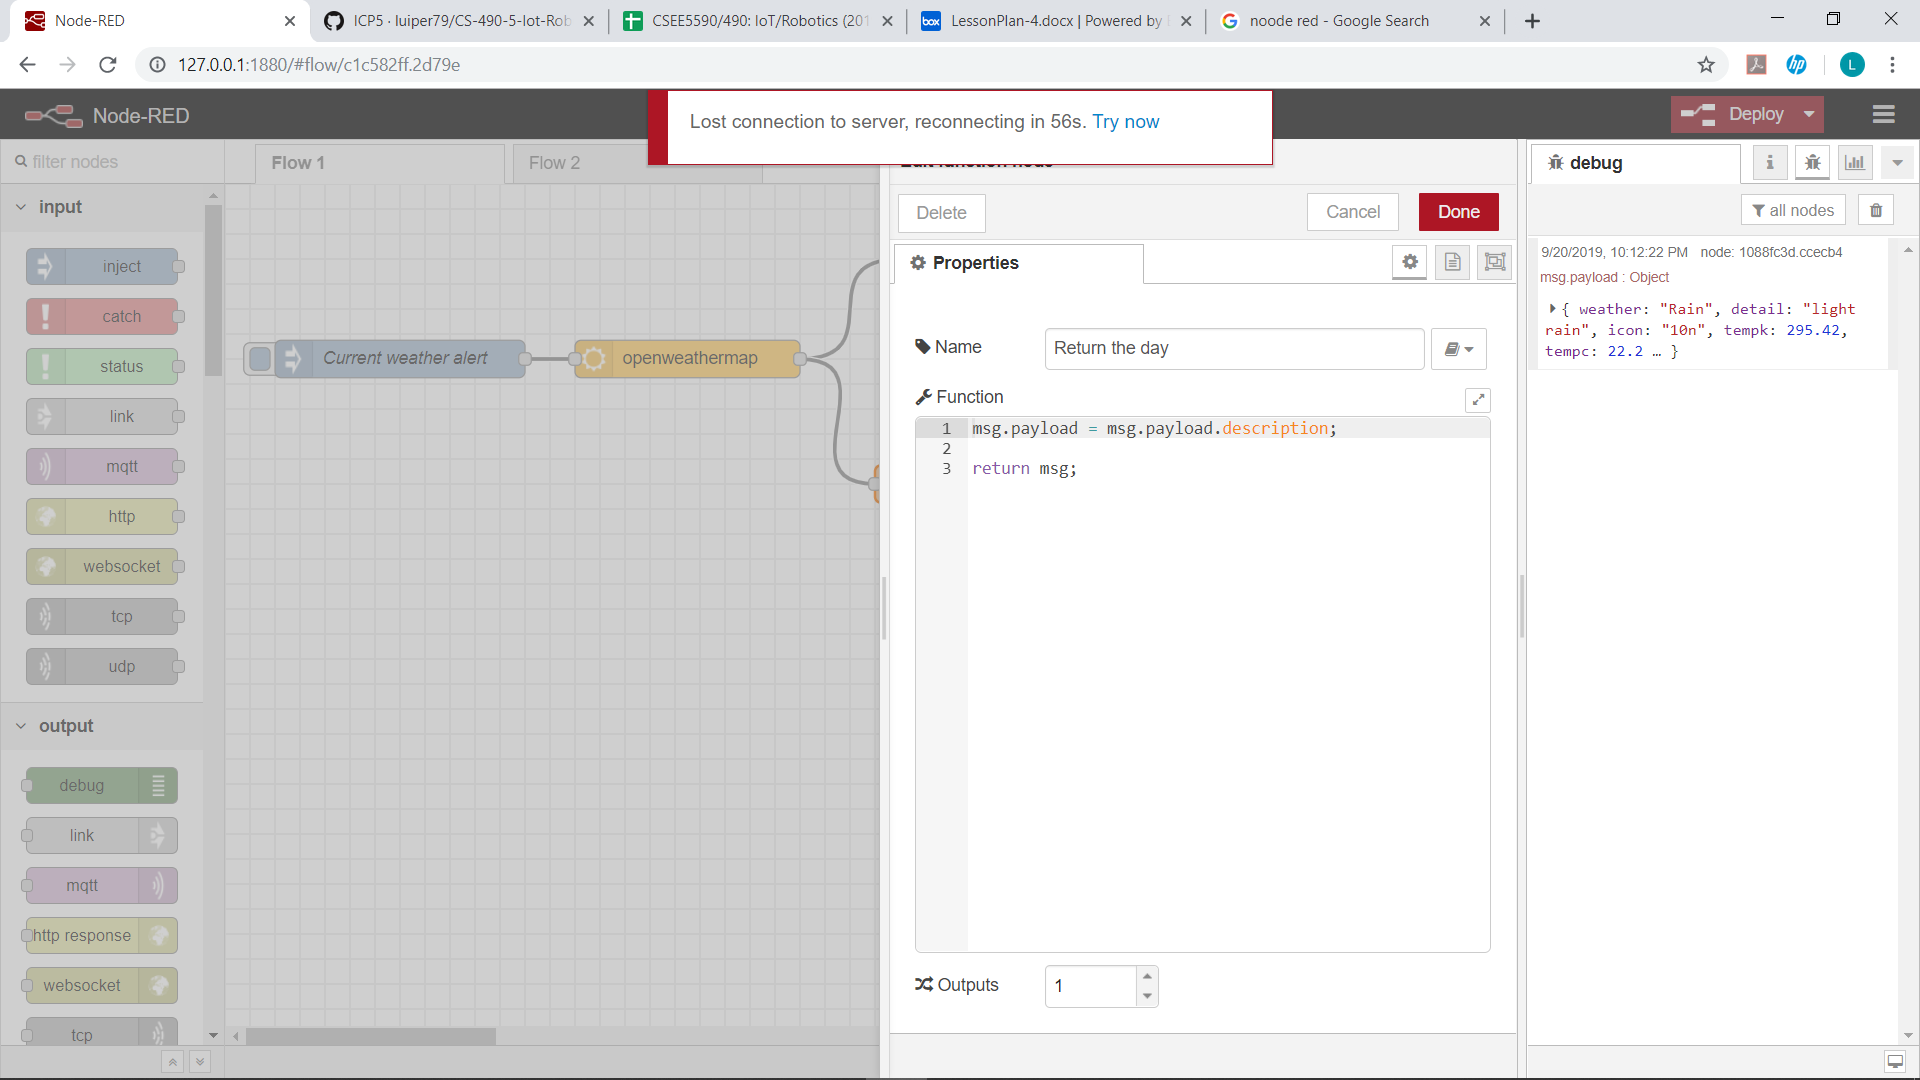 Node-RED
ICP5 · luiper79/CS-490-5-Iot-Rob
CSEE5590/490: IoT/Robotics (201
LessonPlan-4.docx | Powered by
noode red - Google Search
127.0.0.1:1880/#flow/c1c582ff.2d79e
L
Node-RED
Lost connection to server, reconnecting in 56s. Try now
Deploy
filter nodes
Flow 1
Flow 2
Edit function node
debug
Delete
Cancel
Done
all nodes
input
Properties
9/20/2019, 10:12:22 PM node: 1088fc3d.ccecb4
msg.payload : Object
{ weather: "Rain", detail: "light
rain", icon: "10n", tempk: 295.42,
tempc: 22.2 … }
inject
catch
status
link
mqtt
http
websocket
tcp
udp
Current weather alert
openweathermap
Name
Return the day
Function
1 msg.payload = msg.payload.description;
2
3 return msg;
output
debug
link
mqtt
http response
websocket
tcp
Outputs
1